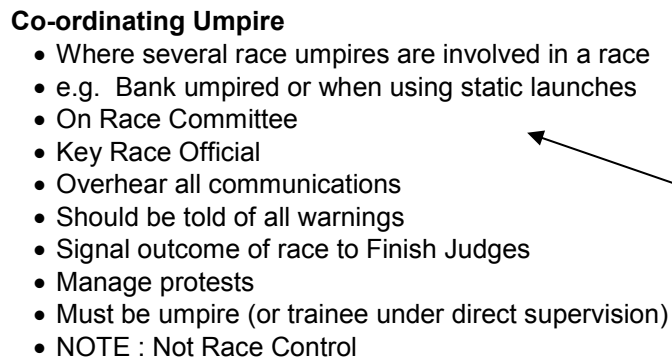 Co-ordinating Umpire
• Where several race umpires are involved in a race
• e.g. Bank umpired or when using static launches
• On Race Committee
• Key Race Official
• Overhear all communications
• Should be told of all warnings
• Signal outcome of race to Finish Judges
• Manage protests
• Must be umpire (or trainee under direct supervision)
• NOTE : Not Race Control